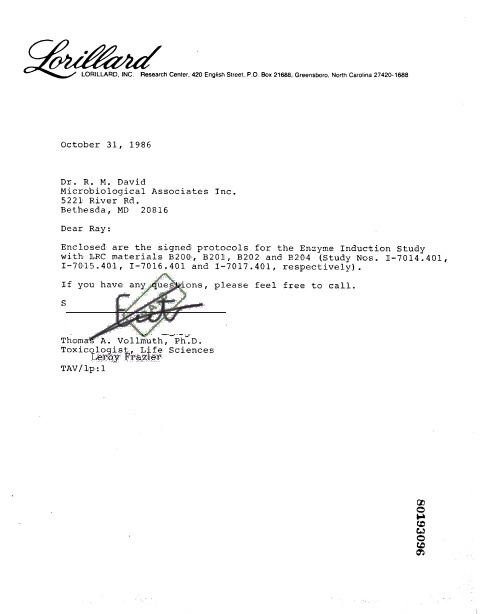 Lorillard
LORILLARD, INC. Research Center, 420 English Street, P.O. Box 21688, Greensboro, North Carolina 27420-1688
October 31, 1986
Dr. R. M. David
Microbiological Associates Inc.
5221 River Rd.
Bethesda, MD 20816
Dear Ray:
Enclosed are the signed protocols for the Enzyme Induction Study
with LRC materials B200, B201, B202 and B204 (Study Nos. I-7014.401,
I-7015.401, I-7016.401 and I-7017.401, respectively).
If you have any questions, please feel free to call.
S
Thomas A. Vollmuth, Ph.D.
Toxicologist, Life Sciences
Leroy Frazier
TAV/lp:1
80193096